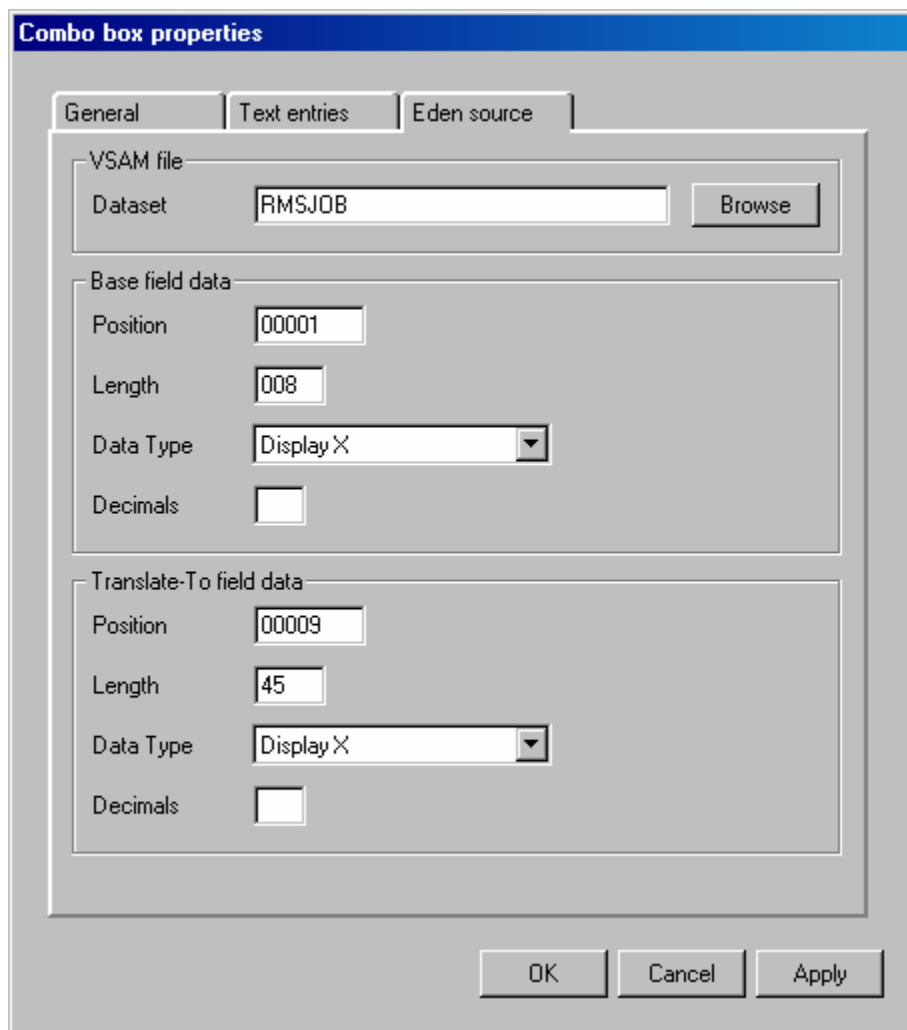 Combo box properties
General Text entries Eden source
VSAM file
Dataset RMSJOB Browse
Base field data
Position 00001
Length 008
Data Type Display X
Decimals
Translate-To field data
Position 00009
Length 45
Data Type Display X
Decimals
OK Cancel Apply